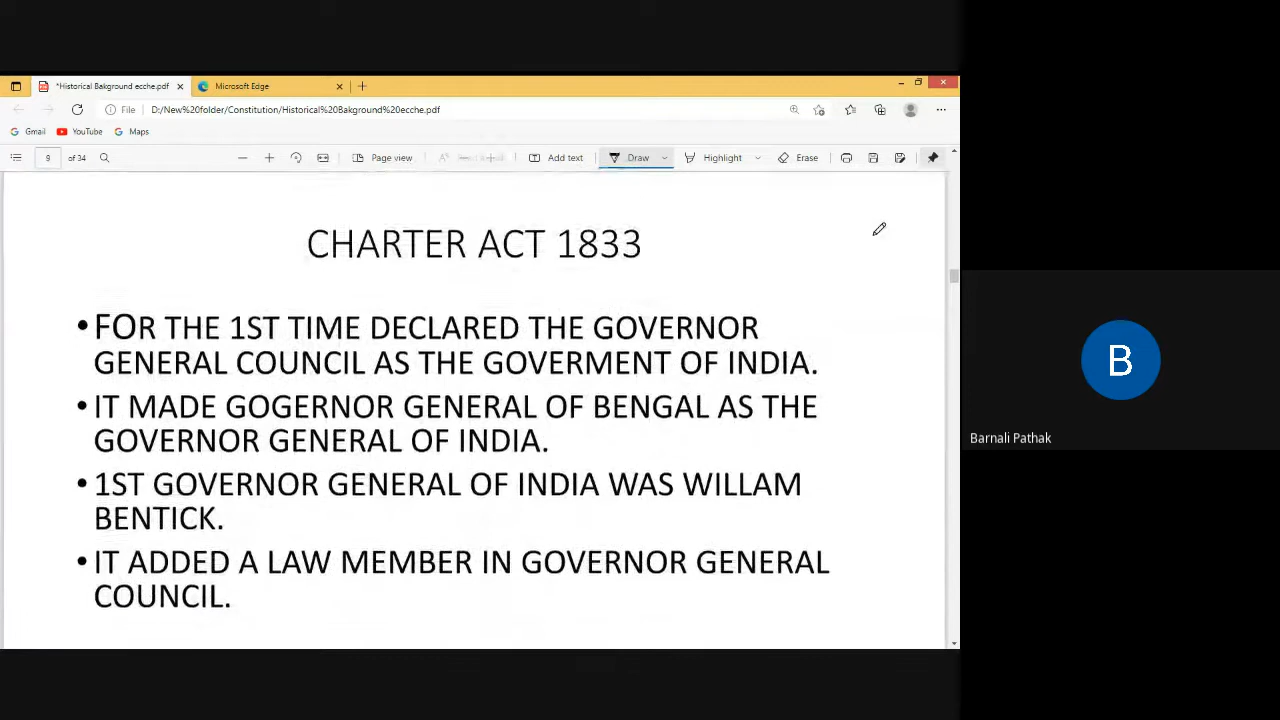 *Historical Bakground ecche.pdf
Microsoft Edge
File
D:/New%20folder/Constitution/Historical%20Bakground%20ecche.pdf
Gmail
YouTube
Maps
9 of 34
Page view
Add text
Draw
Highlight
Erase
CHARTER ACT 1833
• FOR THE 1ST TIME DECLARED THE GOVERNOR
GENERAL COUNCIL AS THE GOVERMENT OF INDIA.
• IT MADE GOGERNOR GENERAL OF BENGAL AS THE
GOVERNOR GENERAL OF INDIA.
• 1ST GOVERNOR GENERAL OF INDIA WAS WILLAM
BENTICK.
• IT ADDED A LAW MEMBER IN GOVERNOR GENERAL
COUNCIL.
B
Barnali Pathak